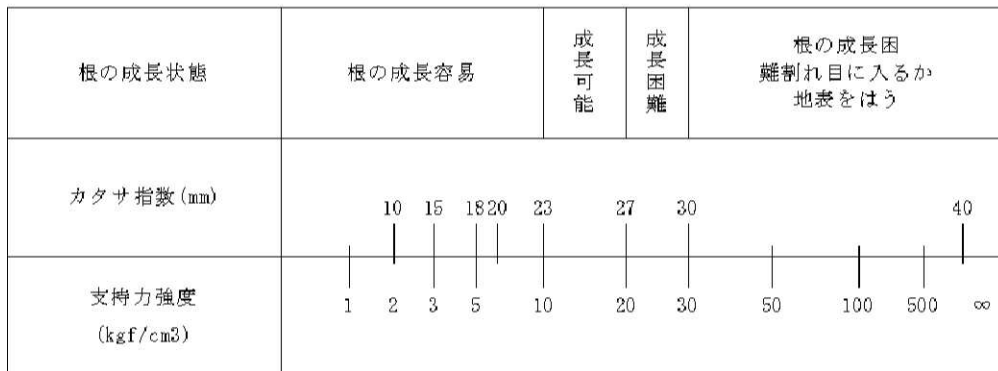 根の成長状態
根の成長容易
成長可能
成長困難
根の成長困
難割れ目に入るか
地表をはう
カタサ指数(mm)
10 15 18 20 23 27 30 40
支持力強度
(kgf/cm3)
1 2 3 5 10 20 30 50 100 500 ∞